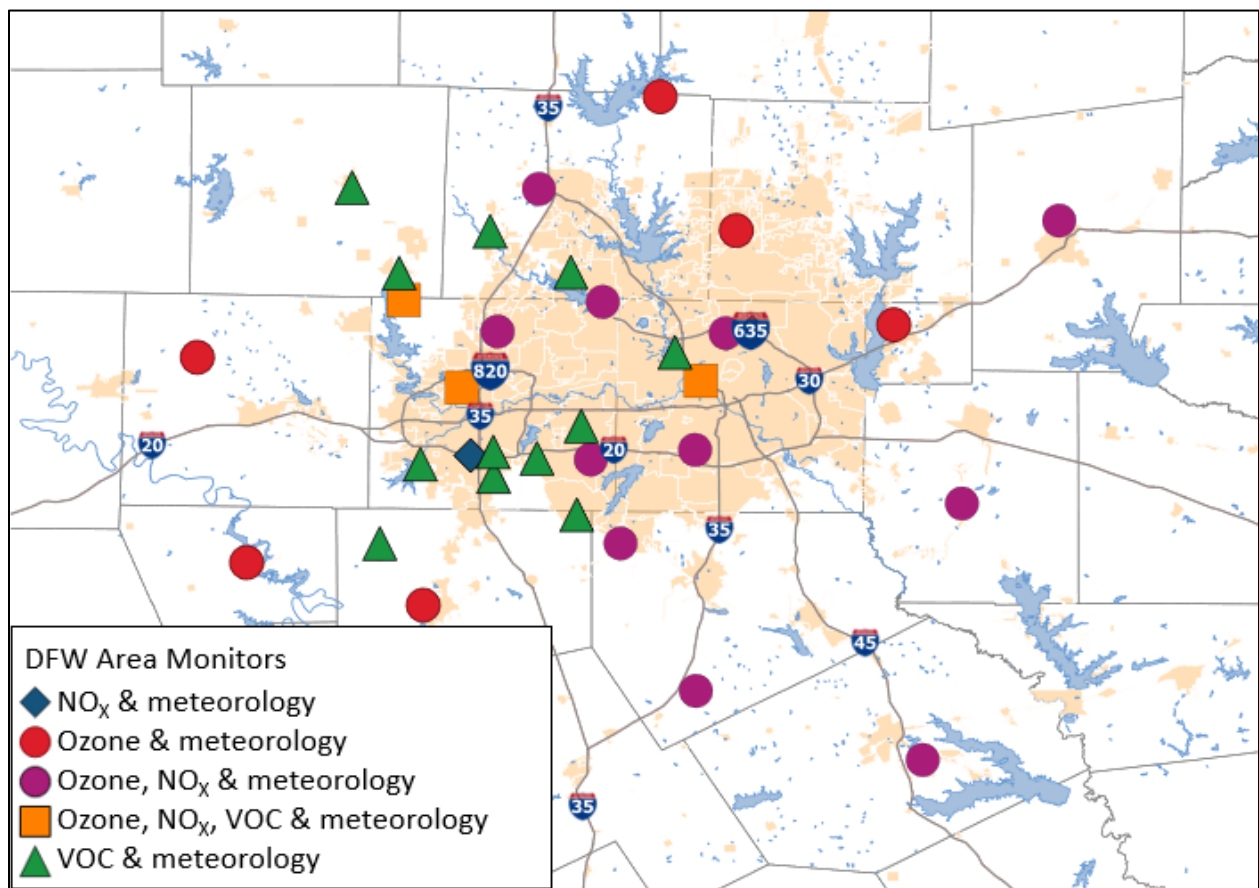 35
635
820
30
35
20
20
35
45
35
DFW Area Monitors
NOX & meteorology
Ozone & meteorology
Ozone, NOX & meteorology
Ozone, NOX, VOC & meteorology
VOC & meteorology